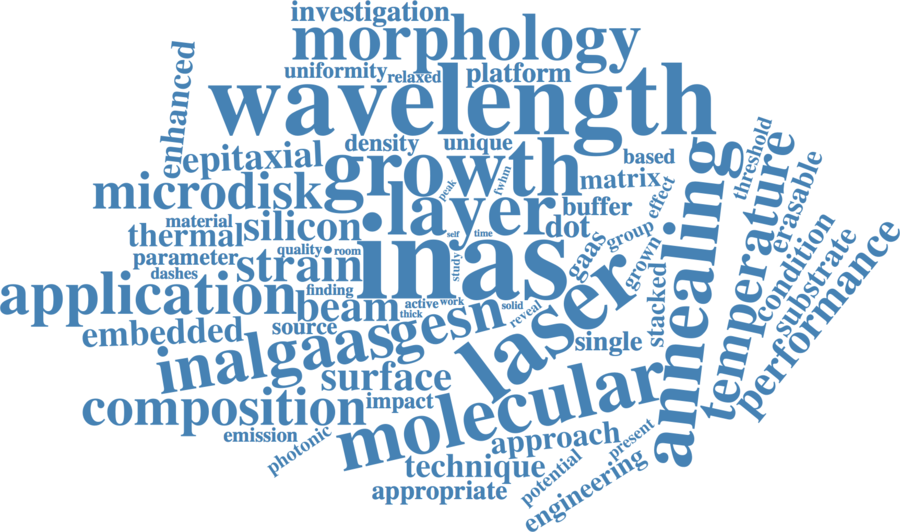 investigation
morphology
uniformity
relaxed
platform
enhanced
wavelength
density
unique
threshold
epitaxial
growth
based
temperature
erasable
microdisk
peak
fwhm
matrix
effect
annealing
material
silicon
layer
dot
buffer
thermal
self
time
group
condition
parameter
quality
room
inas
gaas
grown
substrate
dashes
strain
study
performance
application
finding
beam
active
work
solid
thick
gesn
reveal
laser
stacked
embedded
source
inalgaas
single
surface
composition
impact
molecular
emission
photonic
approach
present
technique
potential
engineering
appropriate